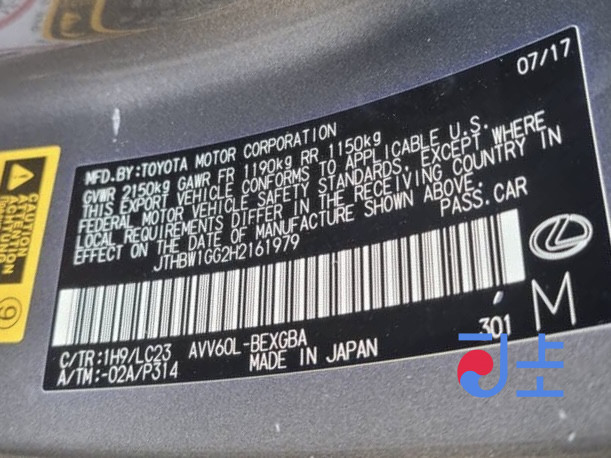 07/17
MFD.BY:TOYOTA MOTOR CORPORATION
GVWR 2150kg GAWR FR 1190kg RR 1150kg
THIS EXPORT VEHICLE CONFORMS TO APPLICABLE U.S.
FEDERAL MOTOR VEHICLE SAFETY STANDARDS, EXCEPT WHERE
LOCAL REQUIREMENTS DIFFER IN THE RECEIVING COUNTRY IN
EFFECT ON THE DATE OF MANUFACTURE SHOWN ABOVE.
JTHBW1GG2H2161979 PASS.CAR
301 M
C/TR:1H9/LC23 AVV60L-BEXGBA
A/TM:-02A/P314 MADE IN JAPAN
CAUTION
ATTENTION
9